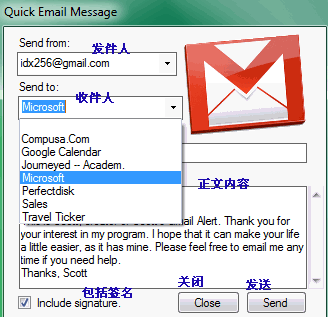 Quick Email Message
Send from:
发件人
idx256@gmail.com
Send to:
收件人
Microsoft
Compusa.Com
Google Calendar
Journeyed -- Academ.
Microsoft
Perfectdisk
Sales
Travel Ticker
正文内容
Email Alert. Thank you for
your interest in my program. I hope that it can make your life
a little easier, as it has mine. Please feel free to email me any
time if you need help.
Thanks, Scott
包括签名
关闭
发送
Include signature.
Close
Send